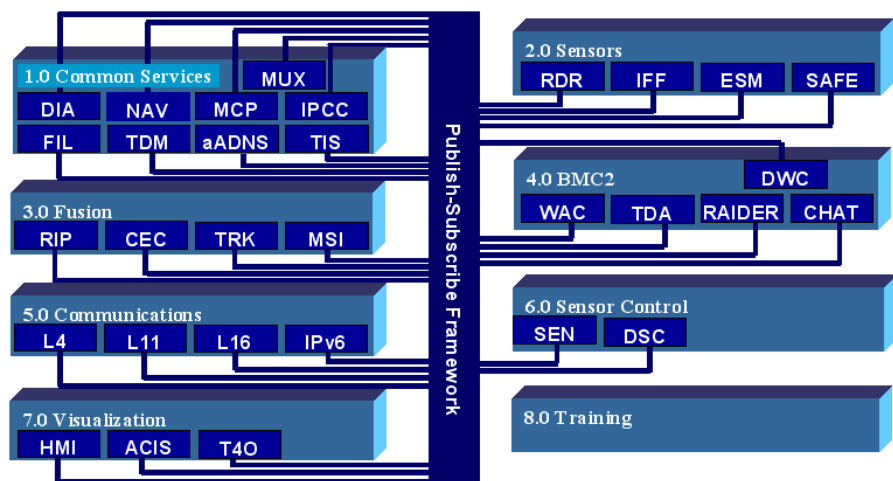 1.0 Common Services
MUX
DIA NAV MCP IPCC
FIL TDM aADNS TIS
3.0 Fusion
RIP CEC TRK MSI
5.0 Communications
L4 L11 L16 IPv6
7.0 Visualization
HMI ACIS T4O
Publish-Subscribe Framework
2.0 Sensors
RDR IFF ESM SAFE
4.0 BMC2
DWC
WAC TDA RAIDER CHAT
6.0 Sensor Control
SEN DSC
8.0 Training